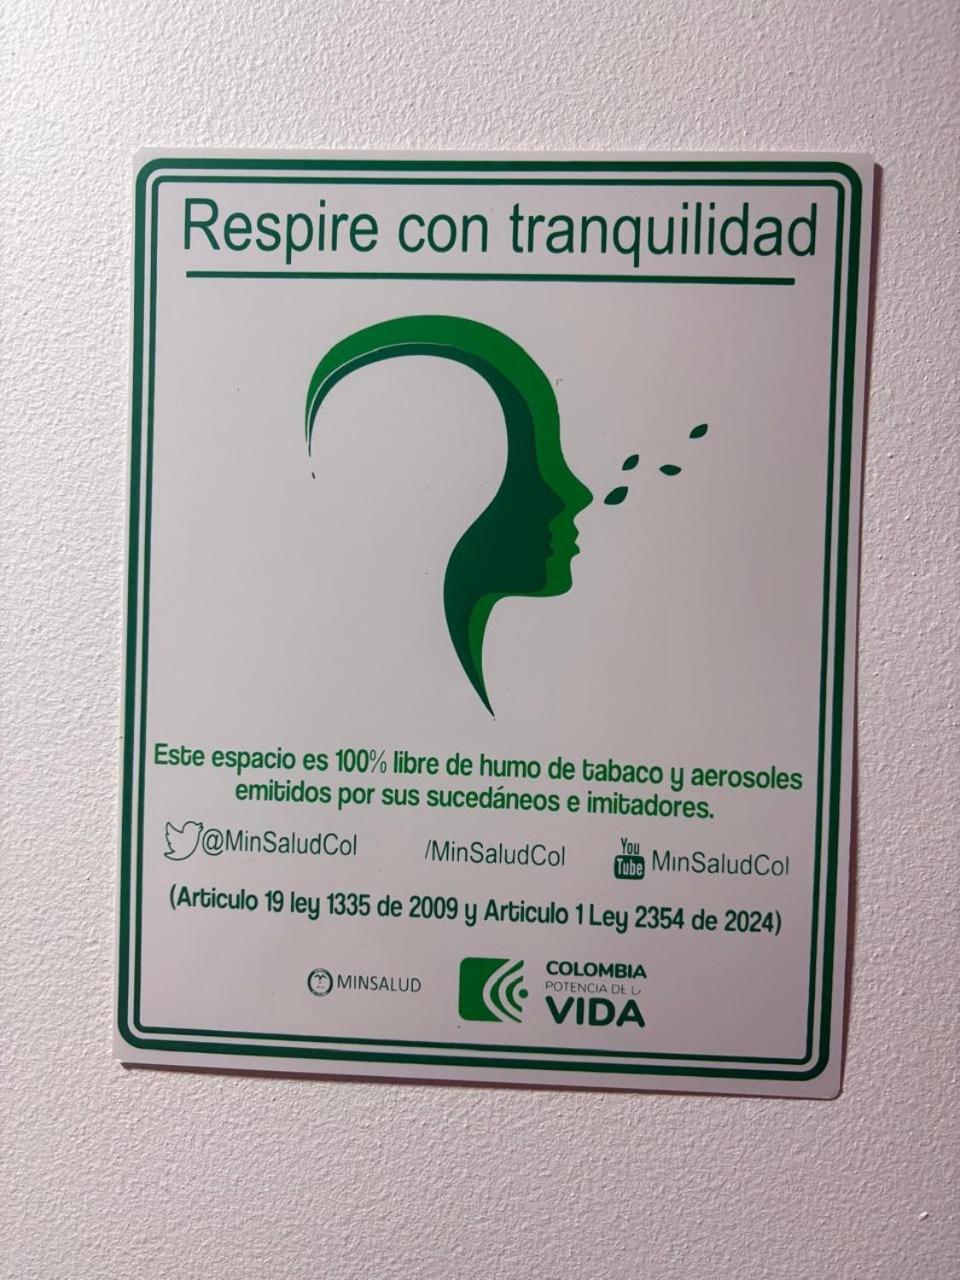 Respire con tranquilidad
Este espacio es 100% libre de humo de tabaco y aerosoles
emitidos por sus sucedáneos e imitadores.
@MinSaludCol /MinSaludCol You Tube MinSaludCol
(Articulo 19 ley 1335 de 2009 y Articulo 1 Ley 2354 de 2024)
MINSALUD
COLOMBIA
POTENCIA DE L
VIDA